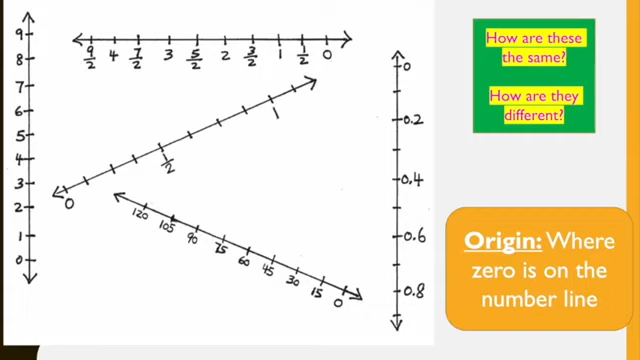 9
8
7
6
5
4
3
2
1
0
9/2 4 7/2 3 5/2 2 3/2 1 1/2 0
0 1/2 1
120 105 90 75 60 45 30 15 0
0
0.2
0.4
0.6
0.8
How are these
the same?
How are they
different?
Origin: Where
zero is on the
number line